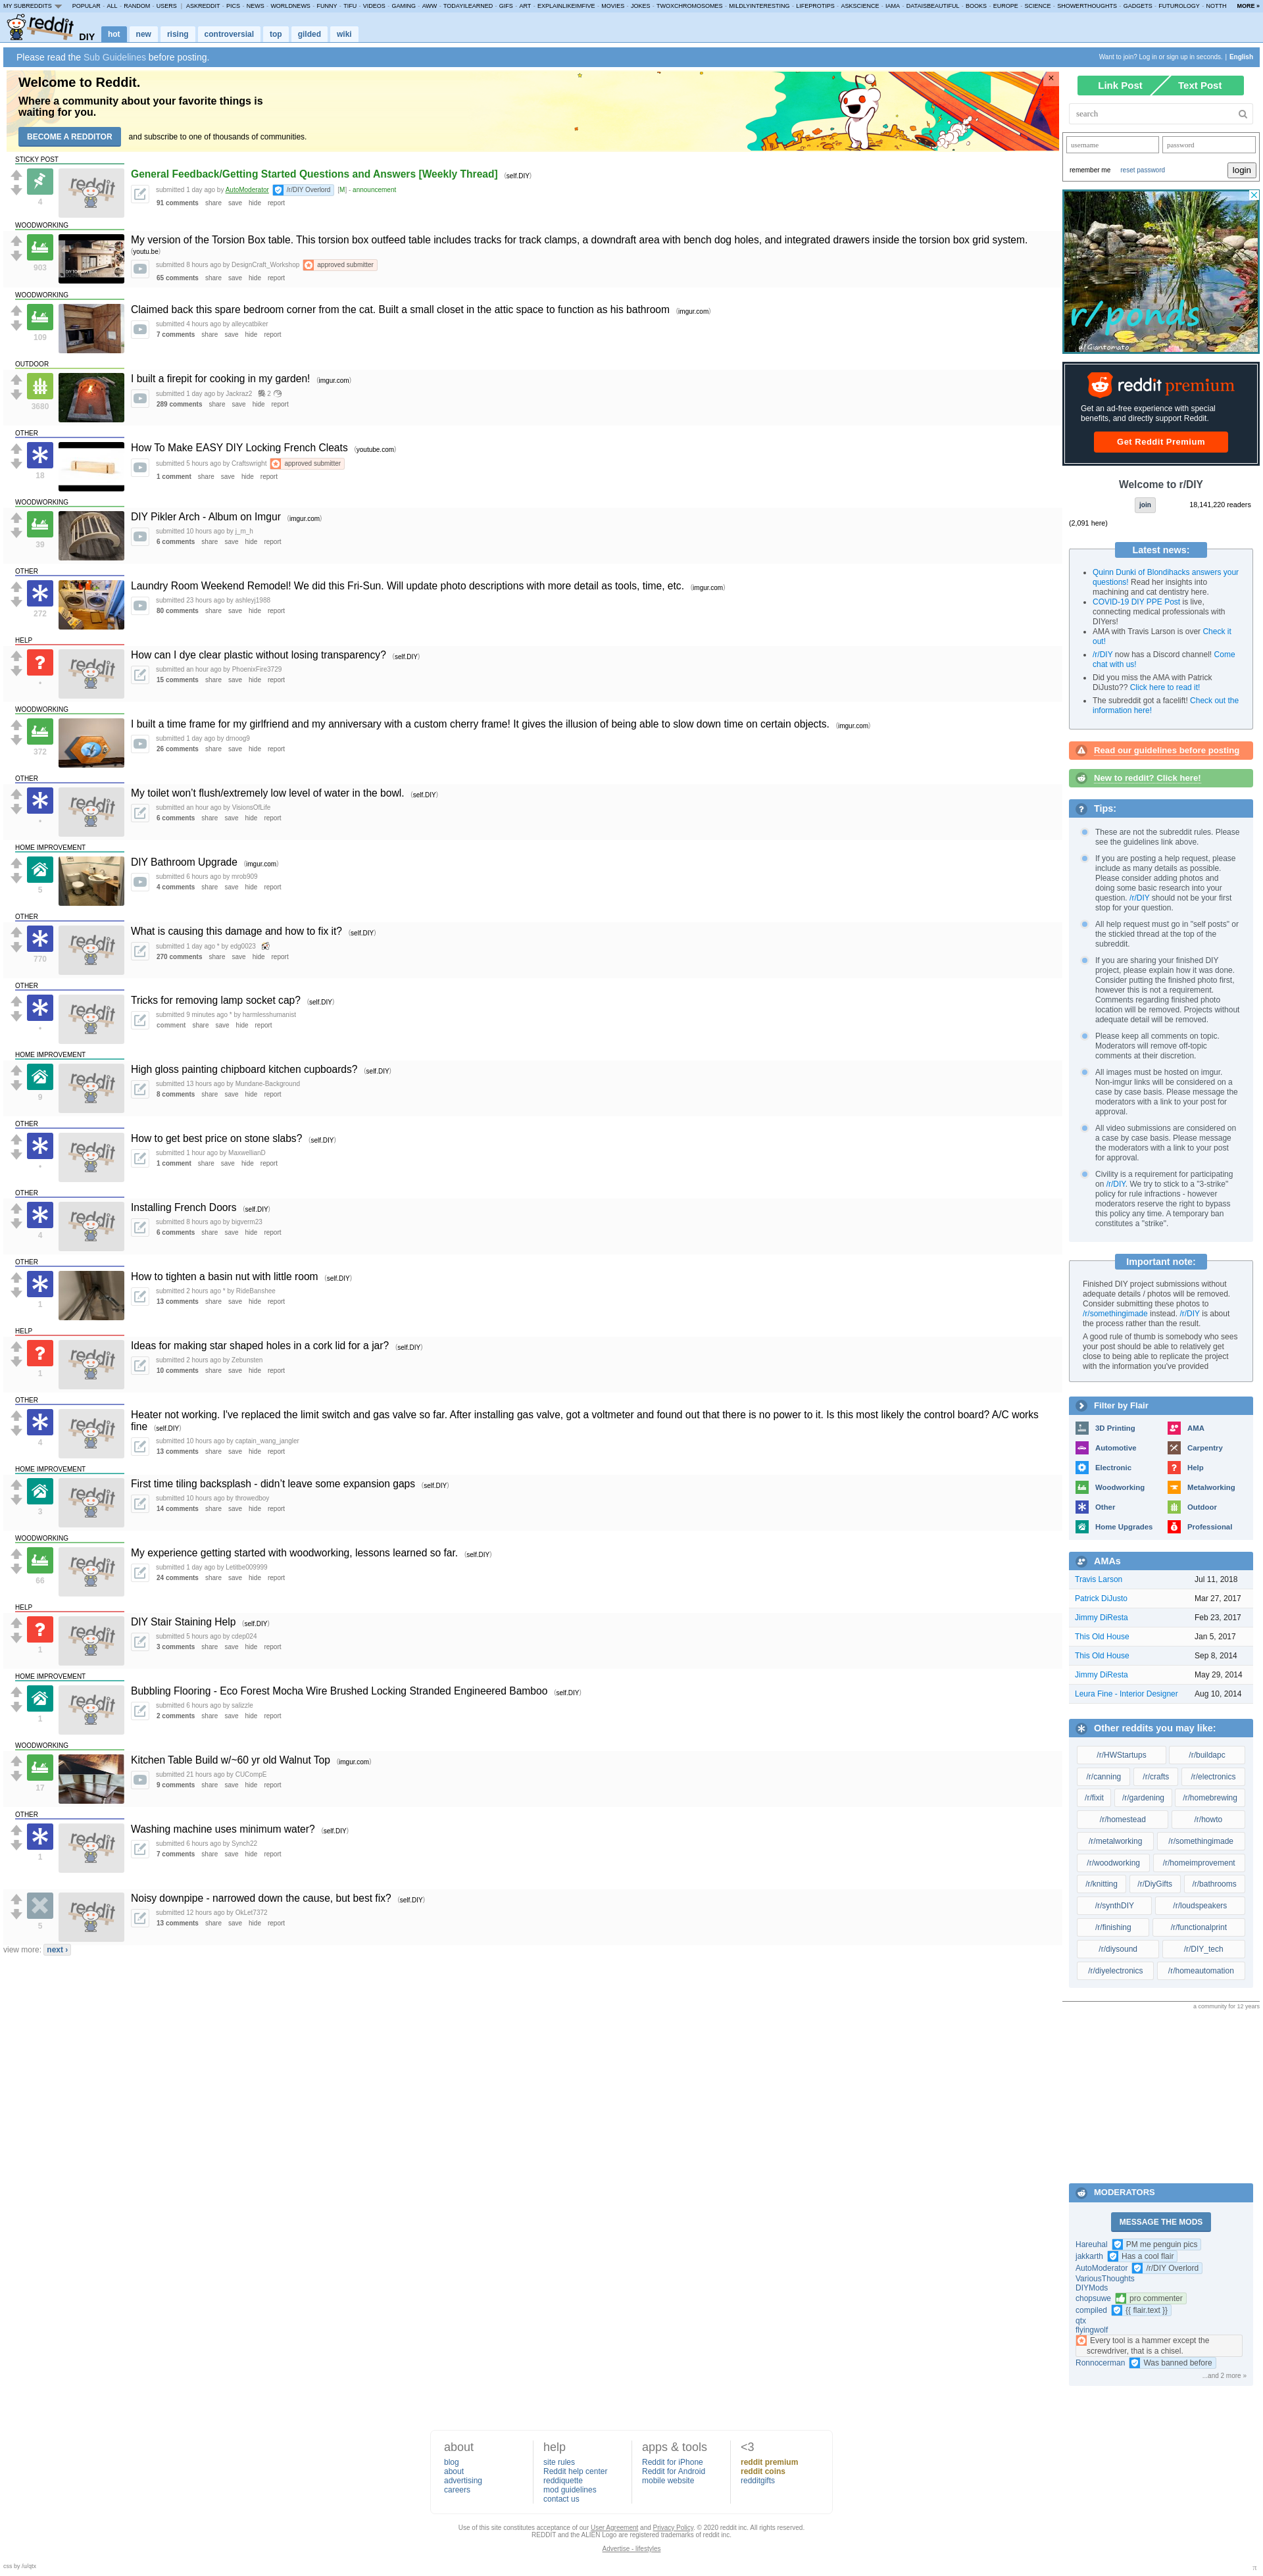 MY SUBREDDITS POPULAR - ALL - RANDOM - USERS | ASKREDDIT - PICS - NEWS - WORLDNEWS - FUNNY - TIFU - VIDEOS - GAMING - AWW - TODAYILEARNED - GIFS - ART - EXPLAINLIKEIMFIVE - MOVIES - JOKES - TWOXCHROMOSOMES - MILDLYINTERESTING - LIFEPROTIPS - ASKSCIENCE - IAMA - DATAISBEAUTIFUL - BOOKS - EUROPE - SCIENCE - SHOWERTHOUGHTS - GADGETS - FUTUROLOGY - NOTTH MORE »
reddit DIY hot new rising controversial top gilded wiki
Please read the Sub Guidelines before posting.
Want to join? Log in or sign up in seconds. | English
Welcome to Reddit.
Where a community about your favorite things is
waiting for you.
BECOME A REDDITOR and subscribe to one of thousands of communities.
STICKY POST
4
General Feedback/Getting Started Questions and Answers [Weekly Thread] (self.DIY)
submitted 1 day ago by AutoModerator /r/DIY Overlord [M] - announcement
91 comments share save hide report
WOODWORKING
903
My version of the Torsion Box table. This torsion box outfeed table includes tracks for track clamps, a downdraft area with bench dog holes, and integrated drawers inside the torsion box grid system.
(youtu.be)
submitted 8 hours ago by DesignCraft_Workshop approved submitter
65 comments share save hide report
WOODWORKING
109
Claimed back this spare bedroom corner from the cat. Built a small closet in the attic space to function as his bathroom (imgur.com)
submitted 4 hours ago by alleycatbiker
7 comments share save hide report
OUTDOOR
3680
I built a firepit for cooking in my garden! (imgur.com)
submitted 1 day ago by Jackraz2 2
289 comments share save hide report
OTHER
18
How To Make EASY DIY Locking French Cleats (youtube.com)
submitted 5 hours ago by Craftswright approved submitter
1 comment share save hide report
WOODWORKING
39
DIY Pikler Arch - Album on Imgur (imgur.com)
submitted 10 hours ago by j_m_h
6 comments share save hide report
OTHER
272
Laundry Room Weekend Remodel! We did this Fri-Sun. Will update photo descriptions with more detail as tools, time, etc. (imgur.com)
submitted 23 hours ago by ashleyj1986
80 comments share save hide report
HELP
•
How can I dye clear plastic without losing transparency? (self.DIY)
submitted an hour ago by PhoenixFire3729
15 comments share save hide report
WOODWORKING
372
I built a time frame for my girlfriend and my anniversary with a custom cherry frame! It gives the illusion of being able to slow down time on certain objects. (imgur.com)
submitted 1 day ago by drnoog9
26 comments share save hide report
OTHER
•
My toilet won't flush/extremely low level of water in the bowl. (self.DIY)
submitted an hour ago by VisionsOfLife
6 comments share save hide report
HOME IMPROVEMENT
5
DIY Bathroom Upgrade (imgur.com)
submitted 6 hours ago by mrob909
4 comments share save hide report
OTHER
770
What is causing this damage and how to fix it? (self.DIY)
submitted 1 day ago * by edg0023
270 comments share save hide report
OTHER
•
Tricks for removing lamp socket cap? (self.DIY)
submitted 9 minutes ago * by harmlesshumanist
comment share save hide report
HOME IMPROVEMENT
9
High gloss painting chipboard kitchen cupboards? (self.DIY)
submitted 13 hours ago by Mundane-Background
8 comments share save hide report
OTHER
•
How to get best price on stone slabs? (self.DIY)
submitted 1 hour ago by MaxwellianD
1 comment share save hide report
OTHER
4
Installing French Doors (self.DIY)
submitted 8 hours ago by bigverm23
6 comments share save hide report
OTHER
1
How to tighten a basin nut with little room (self.DIY)
submitted 2 hours ago * by RideBanshee
13 comments share save hide report
HELP
1
Ideas for making star shaped holes in a cork lid for a jar? (self.DIY)
submitted 2 hours ago by Zebunsten
10 comments share save hide report
OTHER
4
Heater not working. I've replaced the limit switch and gas valve so far. After installing gas valve, got a voltmeter and found out that there is no power to it. Is this most likely the control board? A/C works
fine (self.DIY)
submitted 10 hours ago by captain_wang_jangler
13 comments share save hide report
HOME IMPROVEMENT
3
First time tiling backsplash - didn't leave some expansion gaps (self.DIY)
submitted 10 hours ago by throwedboy
14 comments share save hide report
WOODWORKING
66
My experience getting started with woodworking, lessons learned so far. (self.DIY)
submitted 1 day ago by Letitbe009999
24 comments share save hide report
HELP
1
DIY Stair Staining Help (self.DIY)
submitted 5 hours ago by cdep024
3 comments share save hide report
HOME IMPROVEMENT
1
Bubbling Flooring - Eco Forest Mocha Wire Brushed Locking Stranded Engineered Bamboo (self.DIY)
submitted 6 hours ago by salizzle
2 comments share save hide report
WOODWORKING
17
Kitchen Table Build w/~60 yr old Walnut Top (imgur.com)
submitted 21 hours ago by CUCompE
9 comments share save hide report
OTHER
1
Washing machine uses minimum water? (self.DIY)
submitted 6 hours ago by Synch22
7 comments share save hide report
5
Noisy downpipe - narrowed down the cause, but best fix? (self.DIY)
submitted 12 hours ago by OkLet7372
13 comments share save hide report
view more: next ›
Link Post Text Post
search
username password
remember me reset password login
r/ponds
u/Giantomato
reddit premium
Get an ad-free experience with special
benefits, and directly support Reddit.
Get Reddit Premium
Welcome to r/DIY
join 18,141,220 readers
(2,091 here)
Latest news:
Quinn Dunki of Blondihacks answers your
questions! Read her insights into
machining and cat dentistry here.
COVID-19 DIY PPE Post is live,
connecting medical professionals with
DIYers!
AMA with Travis Larson is over Check it
out!
/r/DIY now has a Discord channel! Come
chat with us!
Did you miss the AMA with Patrick
DiJusto?? Click here to read it!
The subreddit got a facelift! Check out the
information here!
Read our guidelines before posting
New to reddit? Click here!
Tips:
These are not the subreddit rules. Please
see the guidelines link above.
If you are posting a help request, please
include as many details as possible.
Please consider adding photos and
doing some basic research into your
question. /r/DIY should not be your first
stop for your question.
All help request must go in "self posts" or
the stickied thread at the top of the
subreddit.
If you are sharing your finished DIY
project, please explain how it was done.
Consider putting the finished photo first,
however this is not a requirement.
Comments regarding finished photo
location will be removed. Projects without
adequate detail will be removed.
Please keep all comments on topic.
Moderators will remove off-topic
comments at their discretion.
All images must be hosted on imgur.
Non-imgur links will be considered on a
case by case basis. Please message the
moderators with a link to your post for
approval.
All video submissions are considered on
a case by case basis. Please message
the moderators with a link to your post
for approval.
Civility is a requirement for participating
on /r/DIY. We try to stick to a "3-strike"
policy for rule infractions - however
moderators reserve the right to bypass
this policy any time. A temporary ban
constitutes a "strike".
Important note:
Finished DIY project submissions without
adequate details / photos will be removed.
Consider submitting these photos to
/r/somethingimade instead. /r/DIY is about
the process rather than the result.
A good rule of thumb is somebody who sees
your post should be able to relatively get
close to being able to replicate the project
with the information you've provided
Filter by Flair
3D Printing AMA
Automotive Carpentry
Electronic Help
Woodworking Metalworking
Other Outdoor
Home Upgrades Professional
AMAs
Travis Larson Jul 11, 2018
Patrick DiJusto Mar 27, 2017
Jimmy DiResta Feb 23, 2017
This Old House Jan 5, 2017
This Old House Sep 8, 2014
Jimmy DiResta May 29, 2014
Leura Fine - Interior Designer Aug 10, 2014
Other reddits you may like:
/r/HWStartups /r/buildapc
/r/canning /r/crafts /r/electronics
/r/fixit /r/gardening /r/homebrewing
/r/homestead /r/howto
/r/metalworking /r/somethingimade
/r/woodworking /r/homeimprovement
/r/knitting /r/DiyGifts /r/bathrooms
/r/synthDIY /r/loudspeakers
/r/finishing /r/functionalprint
/r/diysound /r/DIY_tech
/r/diyelectronics /r/homeautomation
a community for 12 years
MODERATORS
MESSAGE THE MODS
Hareuhal PM me penguin pics
jakkarth Has a cool flair
AutoModerator /r/DIY Overlord
VariousThoughts
DIYMods
chopsuwe pro commenter
compiled {{ flair.text }}
qtx
flyingwolf
Every tool is a hammer except the
screwdriver, that is a chisel.
Ronnocerman Was banned before
...and 2 more »
about help apps & tools <3
blog site rules Reddit for iPhone reddit premium
about Reddit help center Reddit for Android reddit coins
advertising reddiquette mobile website redditgifts
careers mod guidelines
contact us
Use of this site constitutes acceptance of our User Agreement and Privacy Policy. © 2020 reddit inc. All rights reserved.
REDDIT and the ALIEN Logo are registered trademarks of reddit inc.
Advertise - lifestyles
css by /u/qtx
π